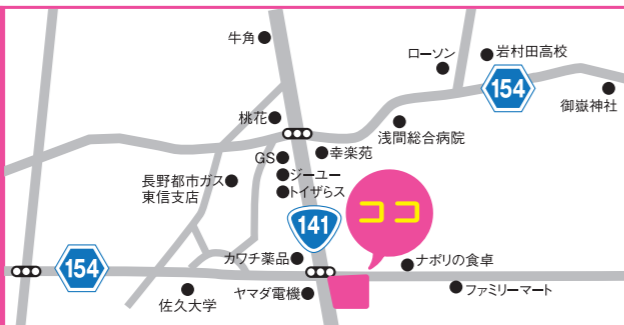 牛角
ローソン
岩村田高校
154
御嶽神社
桃花
浅間総合病院
幸楽苑
GS
ジーユー
トイザらス
長野都市ガス
東信支店
141
ココ
カワチ薬品
ナポリの食卓
154
佐久大学
ヤマダ電機
ファミリーマート